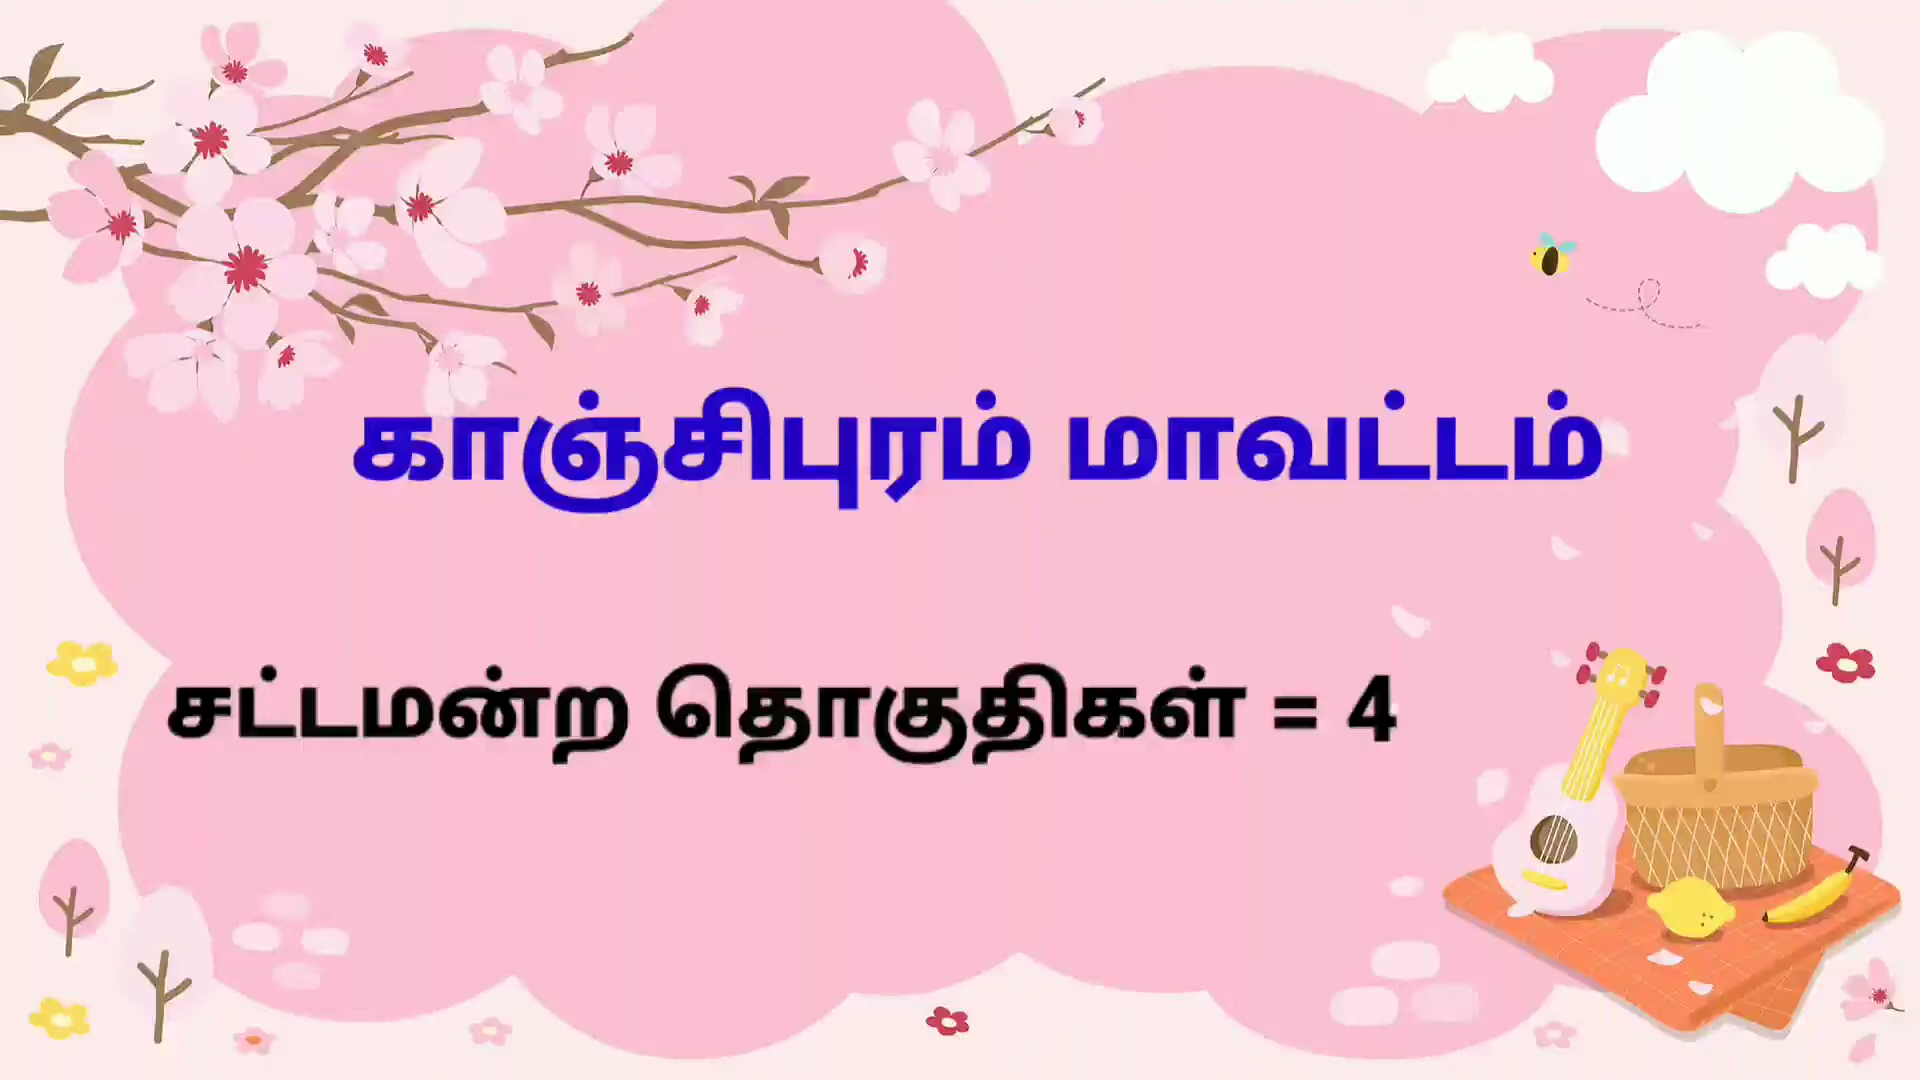 காஞ்சிபுரம் மாவட்டம்
சட்டமன்ற தொகுதிகள் = 4